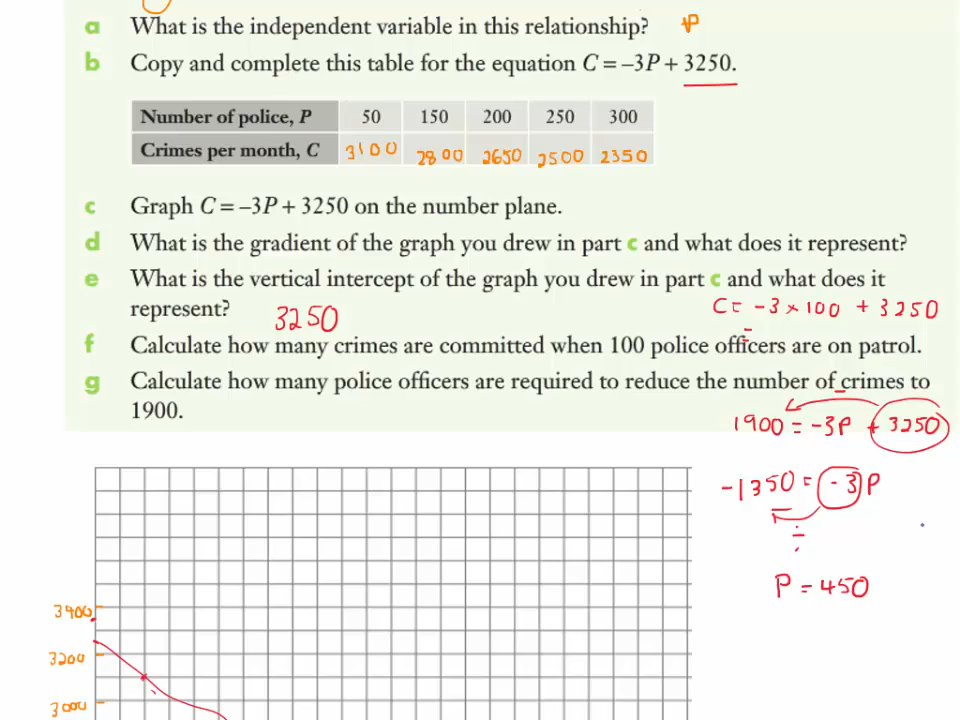 a What is the independent variable in this relationship? P
b Copy and complete this table for the equation C = –3P + 3250.
Number of police, P 50 150 200 250 300
Crimes per month, C 3100 2800 2650 2500 2350
c Graph C = –3P + 3250 on the number plane.
d What is the gradient of the graph you drew in part c and what does it represent?
e What is the vertical intercept of the graph you drew in part c and what does it
represent? 3250
C = -3 × 100 + 3250
f Calculate how many crimes are committed when 100 police officers are on patrol.
g Calculate how many police officers are required to reduce the number of crimes to
1900.
1900 = -3P + 3250
-1350 = -3P
÷
P = 450
3400
3200
3000